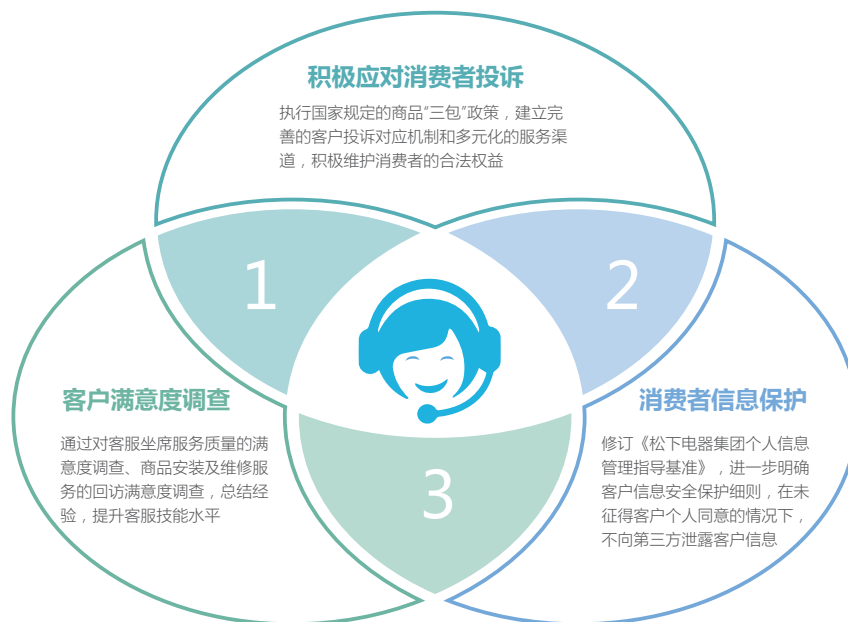 积极应对消费者投诉
执行国家规定的商品“三包”政策，建立完
善的客户投诉对应机制和多元化的服务渠
道，积极维护消费者的合法权益
1
2
客户满意度调查
通过对客服坐席服务质量的满
意度调查、商品安装及维修服
务的回访满意度调查，总结经
验，提升客服技能水平
消费者信息保护
修订《松下电器集团个人信息
管理指导基准》，进一步明确
客户信息安全保护细则，在未
征得客户个人同意的情况下，
不向第三方泄露客户信息
3